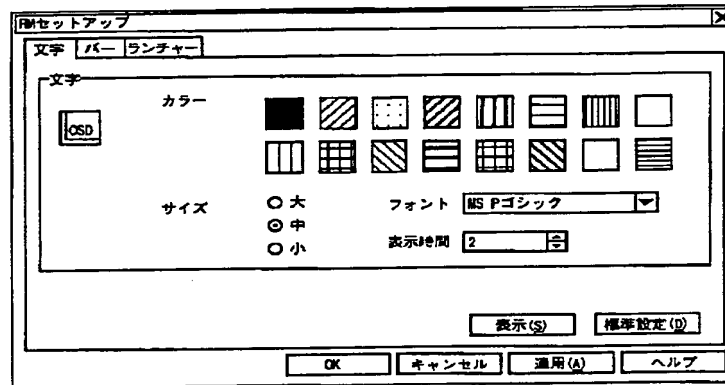 RMセットアップ
文字 バー ランチャー
文字
OSD
カラー
サイズ
大
中
小
フォント MS Pゴシック
表示時間 2
表示(S) 標準設定(D)
OK キャンセル 適用(A) ヘルプ